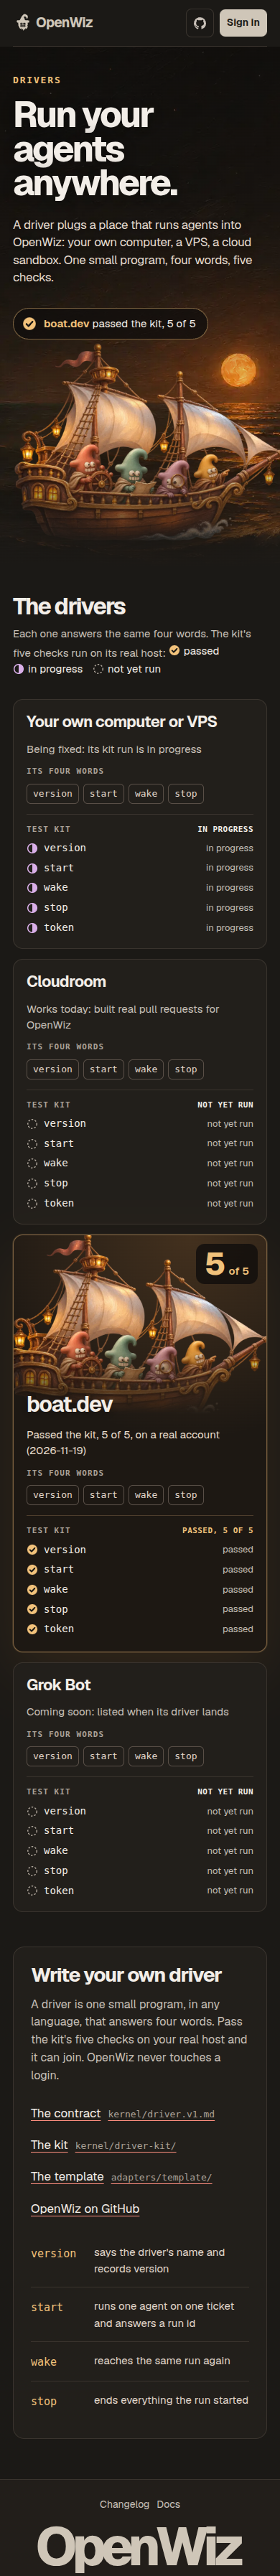 OpenWiz
Sign in
DRIVERS
Run your
agents
anywhere.
A driver plugs a place that runs agents into
OpenWiz: your own computer, a VPS, a cloud
sandbox. One small program, four words, five
checks.
boat.dev passed the kit, 5 of 5
The drivers
Each one answers the same four words. The kit's
five checks run on its real host: passed
in progress not yet run
Your own computer or VPS
Being fixed: its kit run is in progress
ITS FOUR WORDS
version start wake stop
TEST KIT IN PROGRESS
version in progress
start in progress
wake in progress
stop in progress
token in progress
Cloudroom
Works today: built real pull requests for
OpenWiz
ITS FOUR WORDS
version start wake stop
TEST KIT NOT YET RUN
version not yet run
start not yet run
wake not yet run
stop not yet run
token not yet run
5 of 5
boat.dev
Passed the kit, 5 of 5, on a real account
(2026-11-19)
ITS FOUR WORDS
version start wake stop
TEST KIT PASSED, 5 OF 5
version passed
start passed
wake passed
stop passed
token passed
Grok Bot
Coming soon: listed when its driver lands
ITS FOUR WORDS
version start wake stop
TEST KIT NOT YET RUN
version not yet run
start not yet run
wake not yet run
stop not yet run
token not yet run
Write your own driver
A driver is one small program, in any
language, that answers four words. Pass
the kit's five checks on your real host and
it can join. OpenWiz never touches a
login.
The contract kernel/driver.v1.md
The kit kernel/driver-kit/
The template adapters/template/
OpenWiz on GitHub
version says the driver's name and
records version
start runs one agent on one ticket
and answers a run id
wake reaches the same run again
stop ends everything the run started
Changelog Docs
OpenWiz